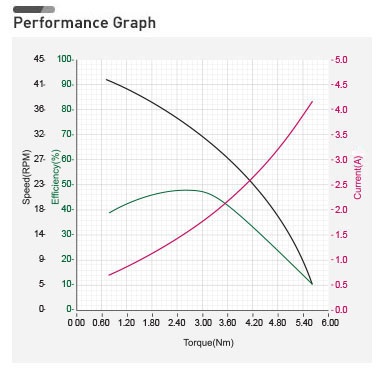 Performance Graph
45 100 5.0
41 90 4.5
36 80 4.0
32 70 3.5
27 60 3.0
23 50 2.5
18 40 2.0
14 30 1.5
9 20 1.0
5 10 0.5
0 10 0.0
Speed(RPM)
Efficiency(%)
Current(A)
0 00 0.60 1.20 1.80 2.40 3.00 3.60 4.20 4.80 5.40 6.00
Torque(Nm)